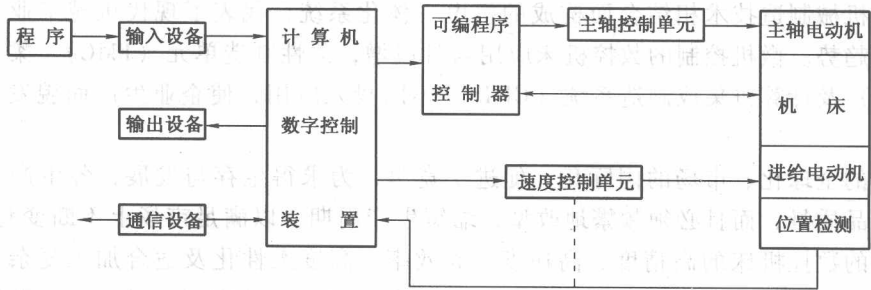 程序
输入设备
输出设备
通信设备
计算机
数字控制
装置
可编程序
控制器
主轴控制单元
速度控制单元
主轴电动机
机床
进给电动机
位置检测